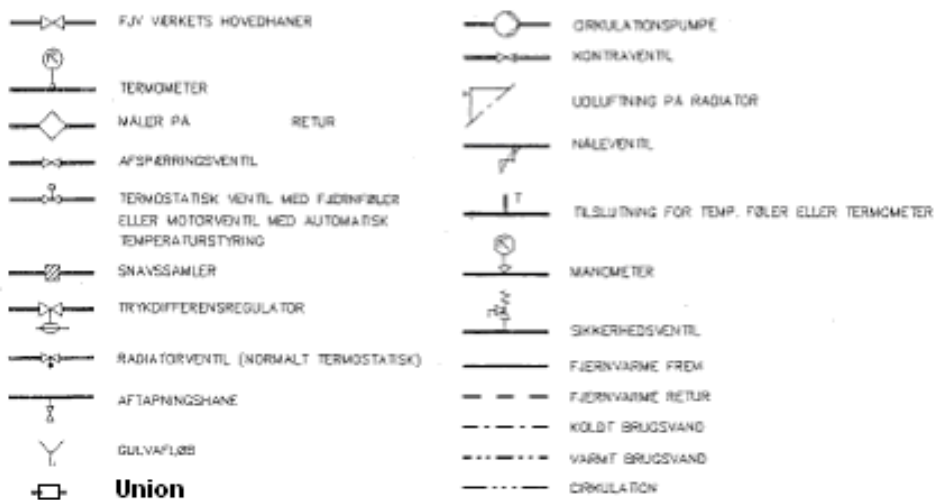 FJV VÆRKETS HOVEDHANER
TERMOMETER
MÅLER PÅ RETUR
AFSPÆRRINGSVENTIL
TERMOSTATISK VENTIL MED FJERNFØLER
ELLER MOTORVENTIL MED AUTOMATISK
TEMPERATURSTYRING
SNAVSSAMLER
TRYKDIFFERENSREGULATOR
RADIATORVENTIL (NORMALT TERMOSTATISK)
AFTAPNINGSHANE
GULVAFLØB
Union
CIRKULATIONSPUMPE
KONTRAVENTIL
UDLUFTNING PÅ RADIATOR
NÅLEVENTIL
T
TILSLUTNING FOR TEMP. FØLER ELLER TERMOMETER
MANOMETER
SIKKERHEDSVENTIL
FJERNVARME FREM
FJERNVARME RETUR
KOLDT BRUGSVAND
VARMT BRUGSVAND
CIRKULATION